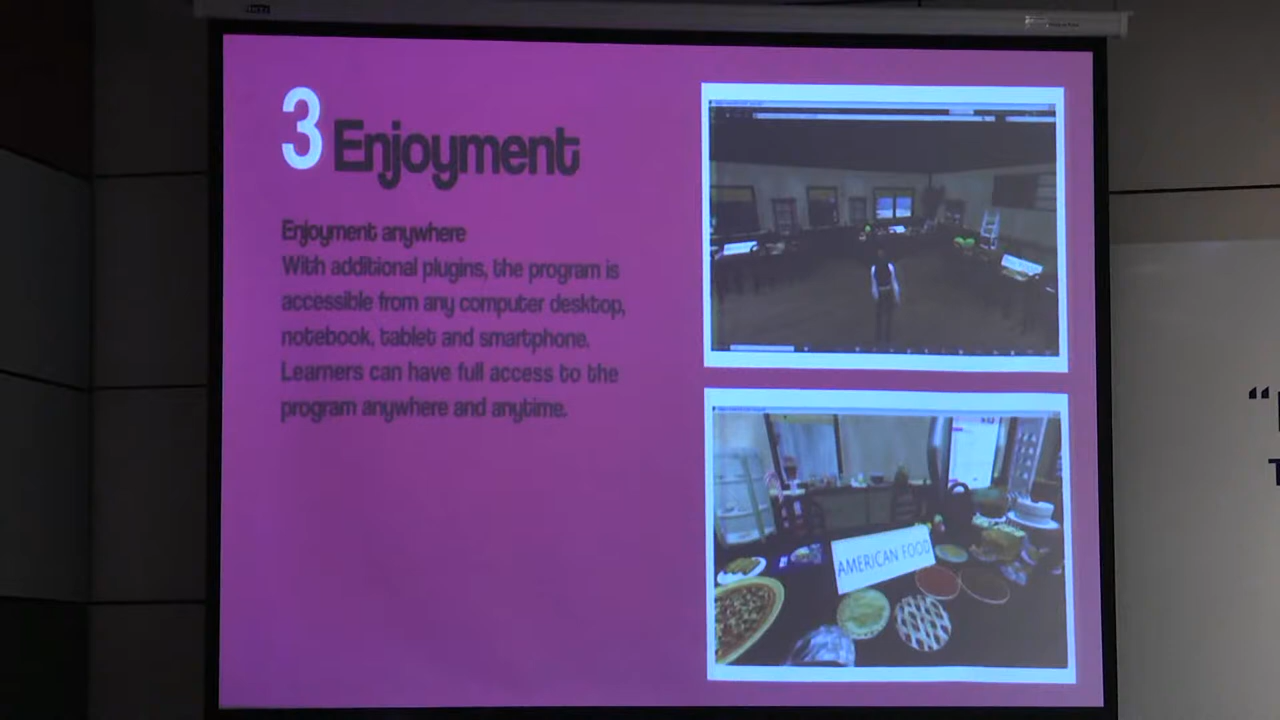 3 Enjoyment
Enjoyment anywhere
With additional plugins, the program is
accessible from any computer desktop,
notebook, tablet and smartphone.
Learners can have full access to the
program anywhere and anytime.
AMERICAN FOOD